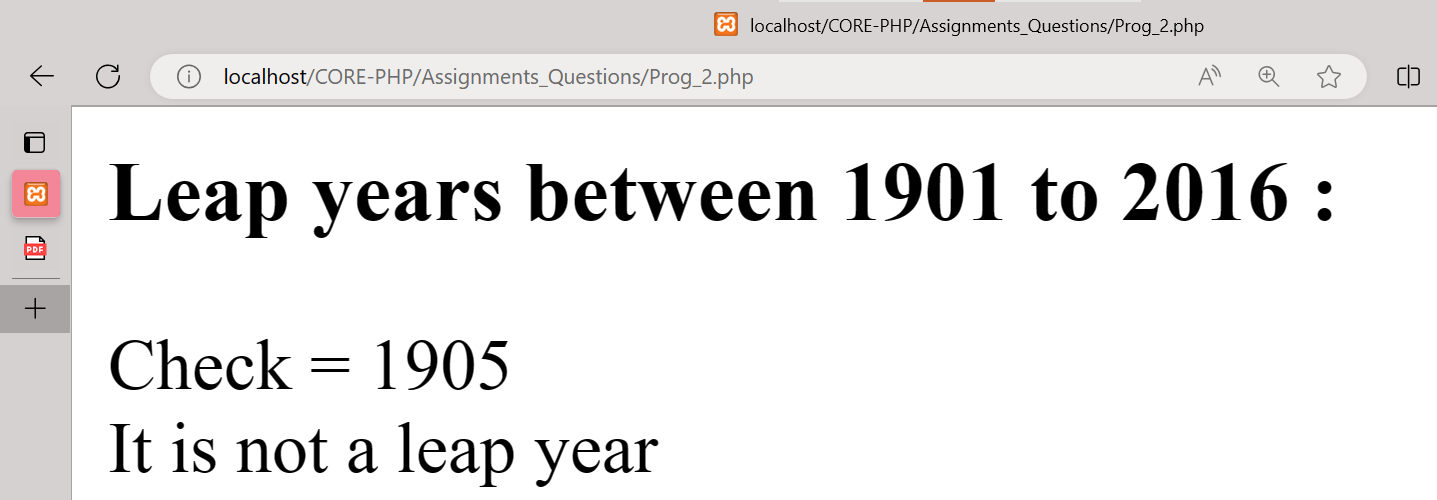 localhost/CORE-PHP/Assignments_Questions/Prog_2.php
localhost/CORE-PHP/Assignments_Questions/Prog_2.php
Leap years between 1901 to 2016 :
PDF
Check = 1905
It is not a leap year